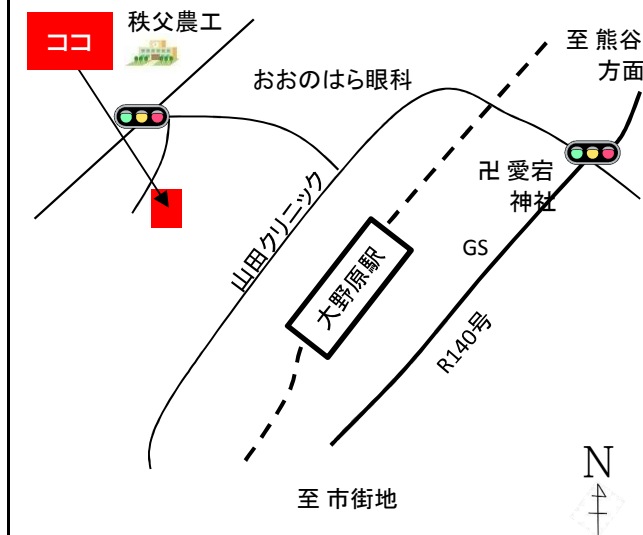 秩父農工
ココ
至 熊谷
方面
おおのはら眼科
卍 愛宕
神社
山田クリニック
GS
大野原駅
R140号
至 市街地
N